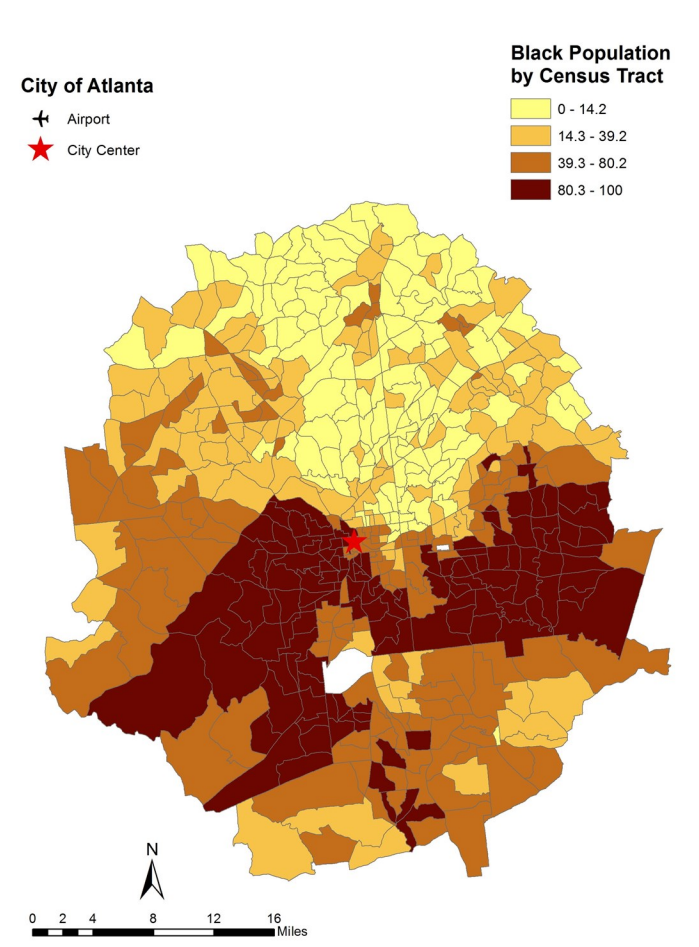 City of Atlanta
Airport
City Center
Black Population
by Census Tract
0 - 14.2
14.3 - 39.2
39.3 - 80.2
80.3 - 100
N
0 2 4 8 12 16
Miles